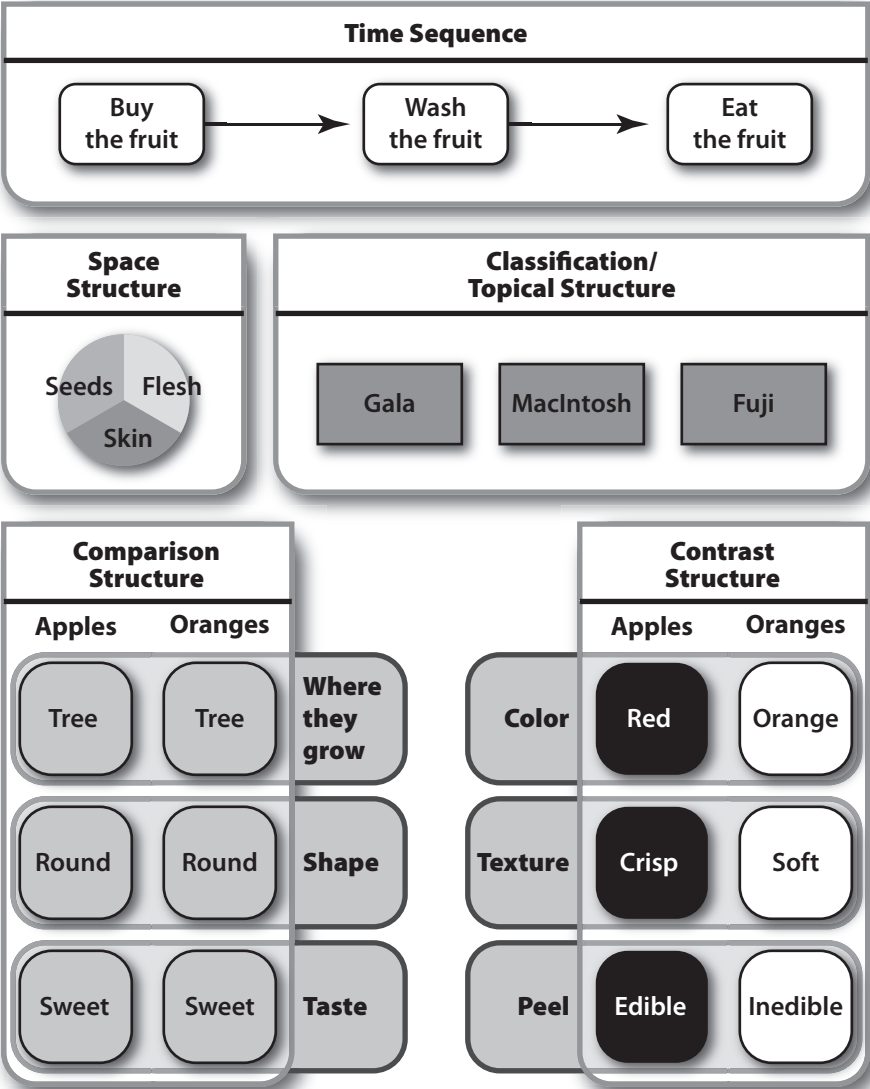 Time Sequence
Buy
the fruit
Wash
the fruit
Eat
the fruit
Space
Structure
Seeds
Flesh
Skin
Classification/
Topical Structure
Gala
MacIntosh
Fuji
Comparison
Structure
Apples
Oranges
Tree
Tree
Where
they
grow
Round
Round
Shape
Sweet
Sweet
Taste
Contrast
Structure
Apples
Oranges
Color
Red
Orange
Texture
Crisp
Soft
Peel
Edible
Inedible